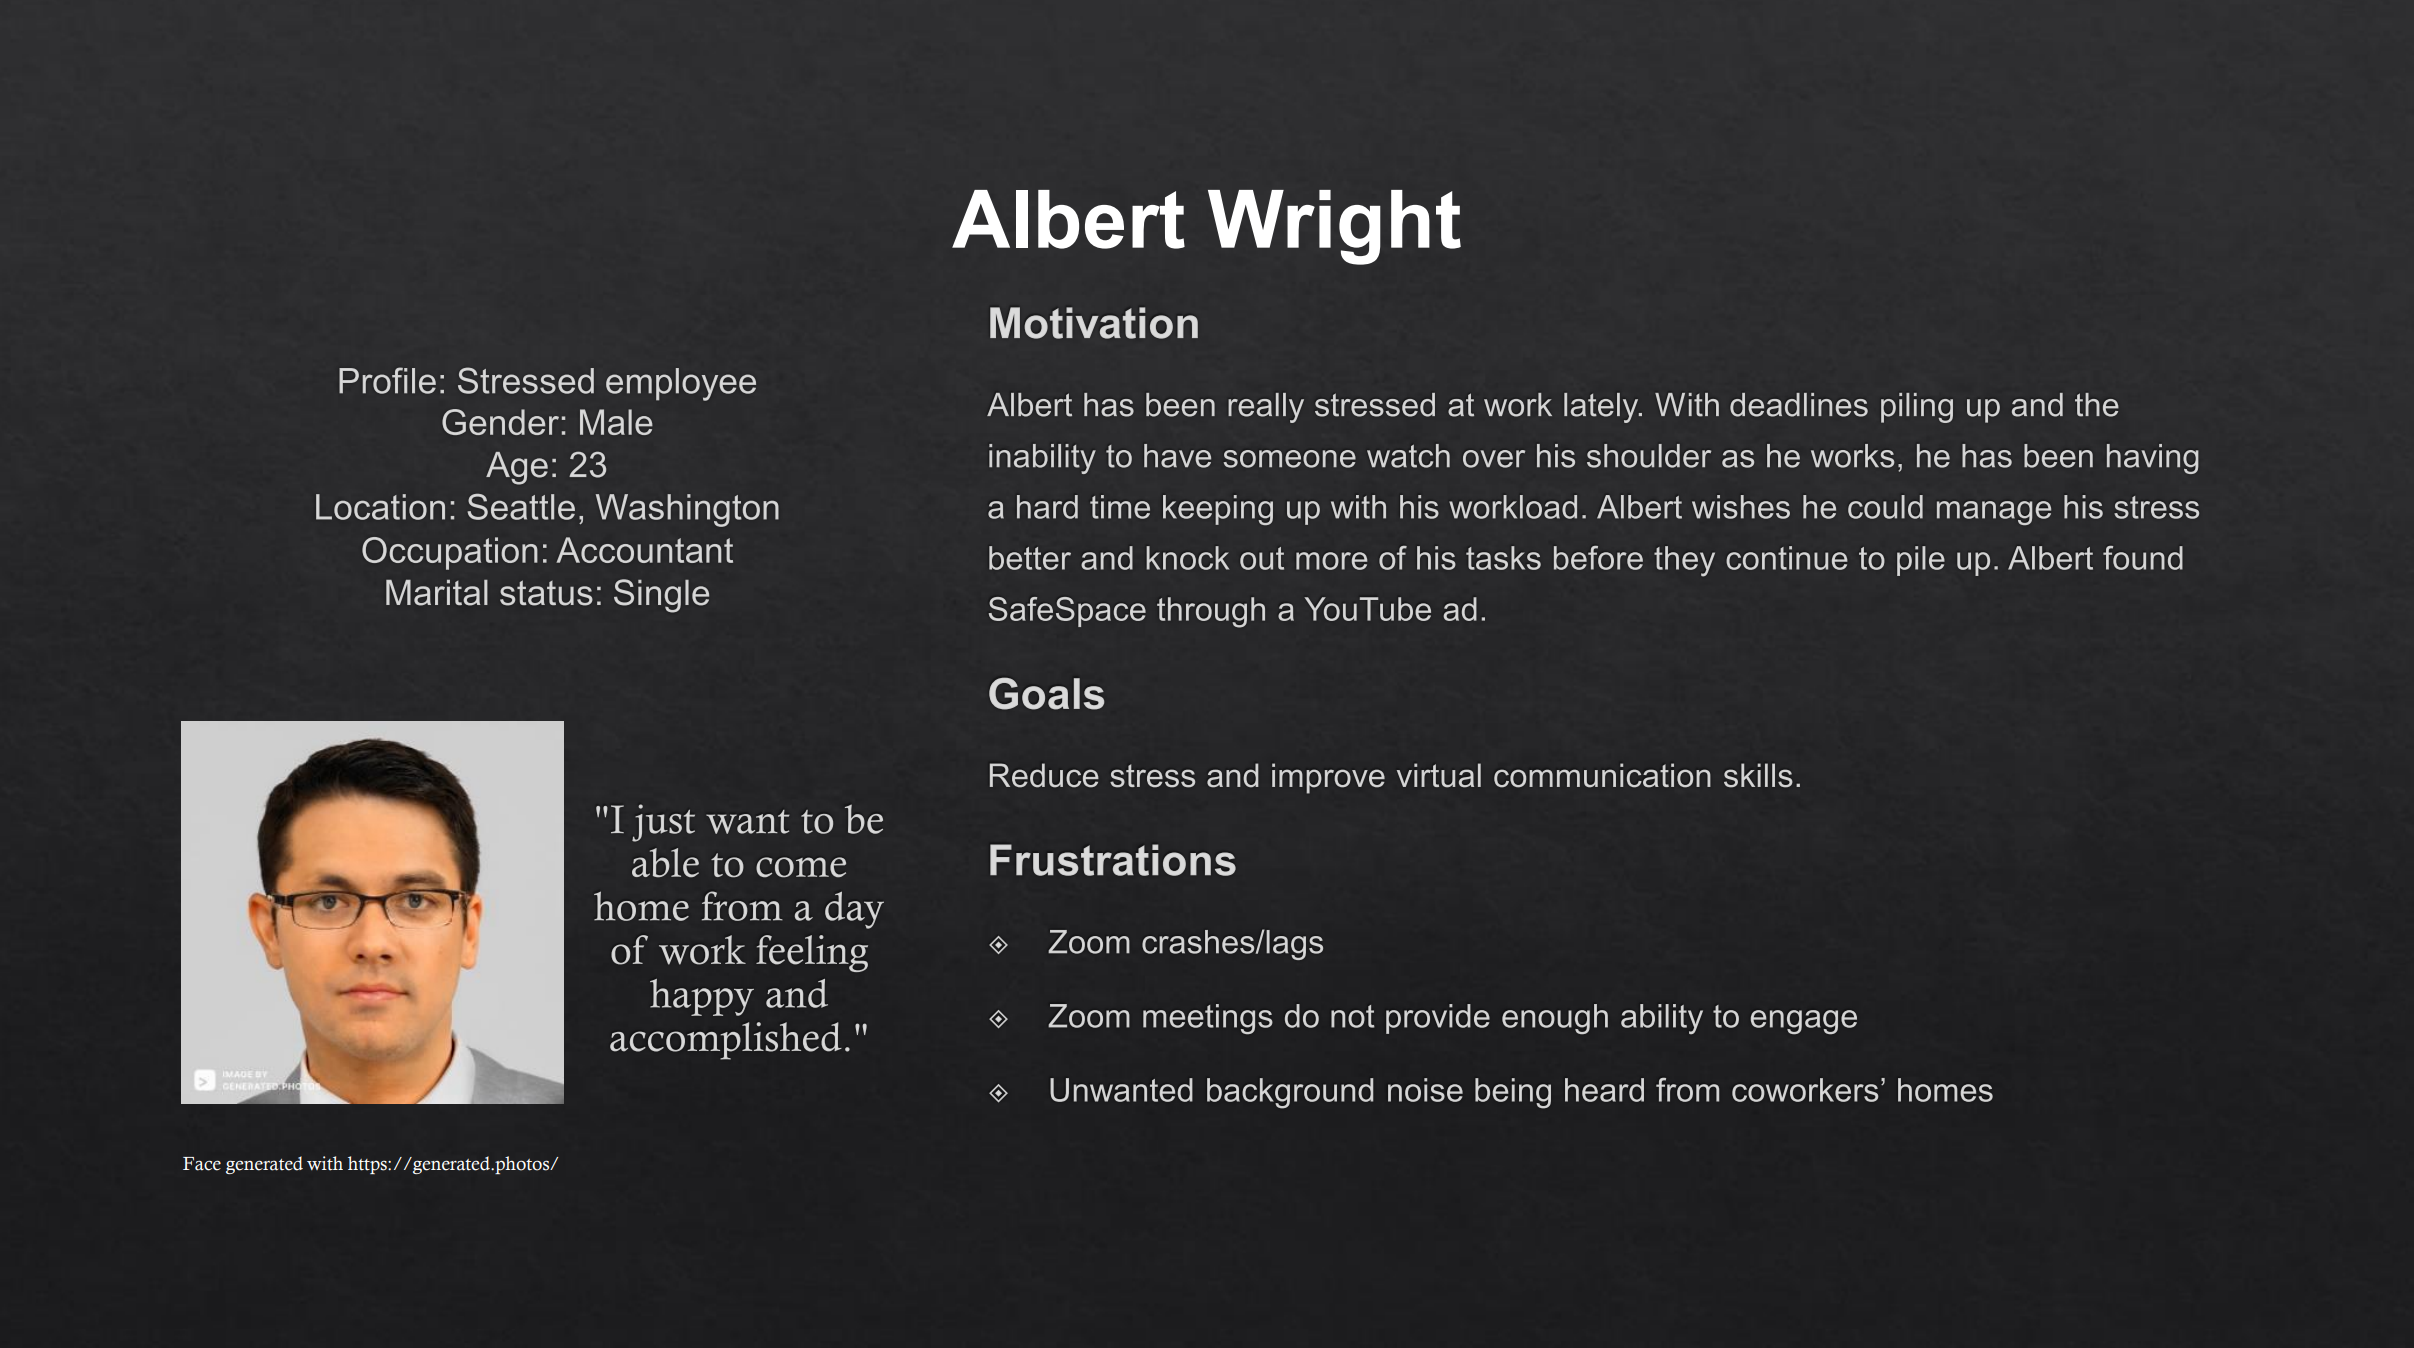 Albert Wright
Profile: Stressed employee
Gender: Male
Age: 23
Location: Seattle, Washington
Occupation: Accountant
Marital status: Single
IMAGE BY
GENERATED.PHOTOS
"I just want to be
able to come
home from a day
of work feeling
happy and
accomplished."
Face generated with https://generated.photos/
Motivation
Albert has been really stressed at work lately. With deadlines piling up and the
inability to have someone watch over his shoulder as he works, he has been having
a hard time keeping up with his workload. Albert wishes he could manage his stress
better and knock out more of his tasks before they continue to pile up. Albert found
SafeSpace through a YouTube ad.
Goals
Reduce stress and improve virtual communication skills.
Frustrations
Zoom crashes/lags
Zoom meetings do not provide enough ability to engage
Unwanted background noise being heard from coworkers’ homes